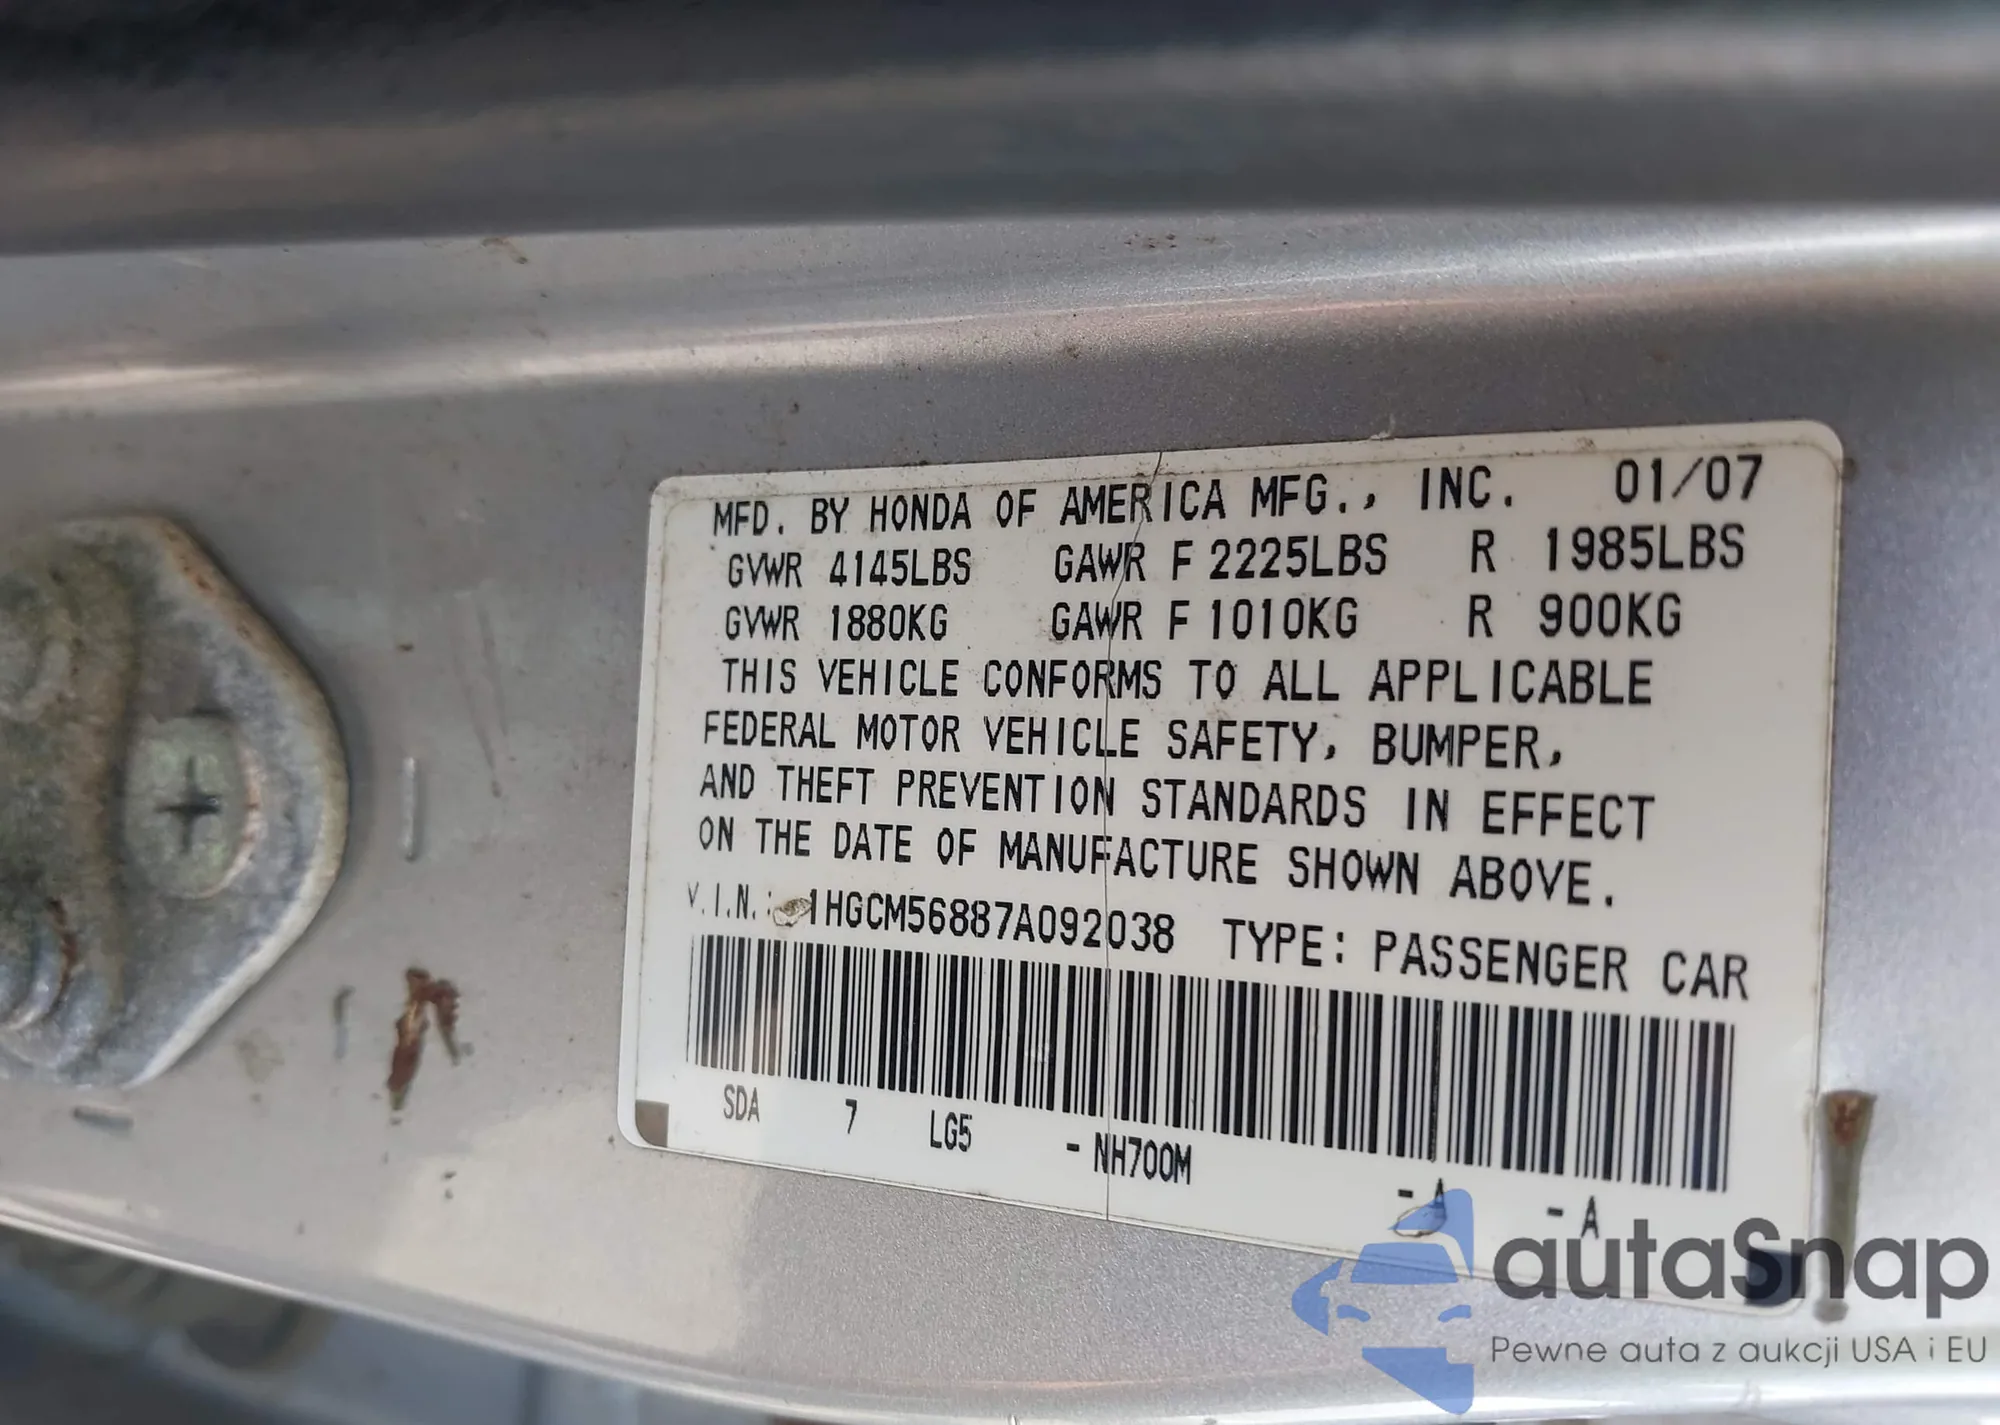 MFD. BY HONDA OF AMERICA MFG., INC. 01/07
GVWR 4145LBS GAWR F 2225LBS R 1985LBS
GVWR 1880KG GAWR F 1010KG R 900KG
THIS VEHICLE CONFORMS TO ALL APPLICABLE
FEDERAL MOTOR VEHICLE SAFETY, BUMPER,
AND THEFT PREVENTION STANDARDS IN EFFECT
ON THE DATE OF MANUFACTURE SHOWN ABOVE.
V.I.N.: 1HGCM56887A092038 TYPE: PASSENGER CAR
SDA 7 LG5 - NH700M - A - A
autaSnap
Pewne auta z aukcji USA i EU